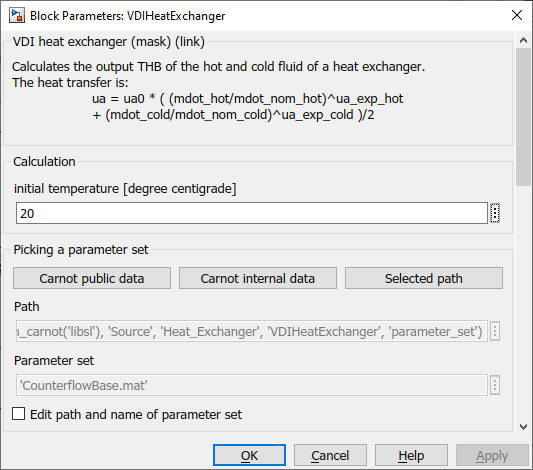 Block Parameters: VDIHeatExchanger
VDI heat exchanger (mask) (link)
Calculates the output THB of the hot and cold fluid of a heat exchanger.
The heat transfer is:
ua = ua0 * ( (mdot_hot/mdot_nom_hot)^ua_exp_hot
+ (mdot_cold/mdot_nom_cold)^ua_exp_cold )/2
Calculation
initial temperature [degree centigrade]
20
Picking a parameter set
Carnot public data Carnot internal data Selected path
Path
_carnot('libsl'), 'Source', 'Heat_Exchanger', 'VDIHeatExchanger', 'parameter_set')
Parameter set
'CounterflowBase.mat'
Edit path and name of parameter set
OK Cancel Help Apply